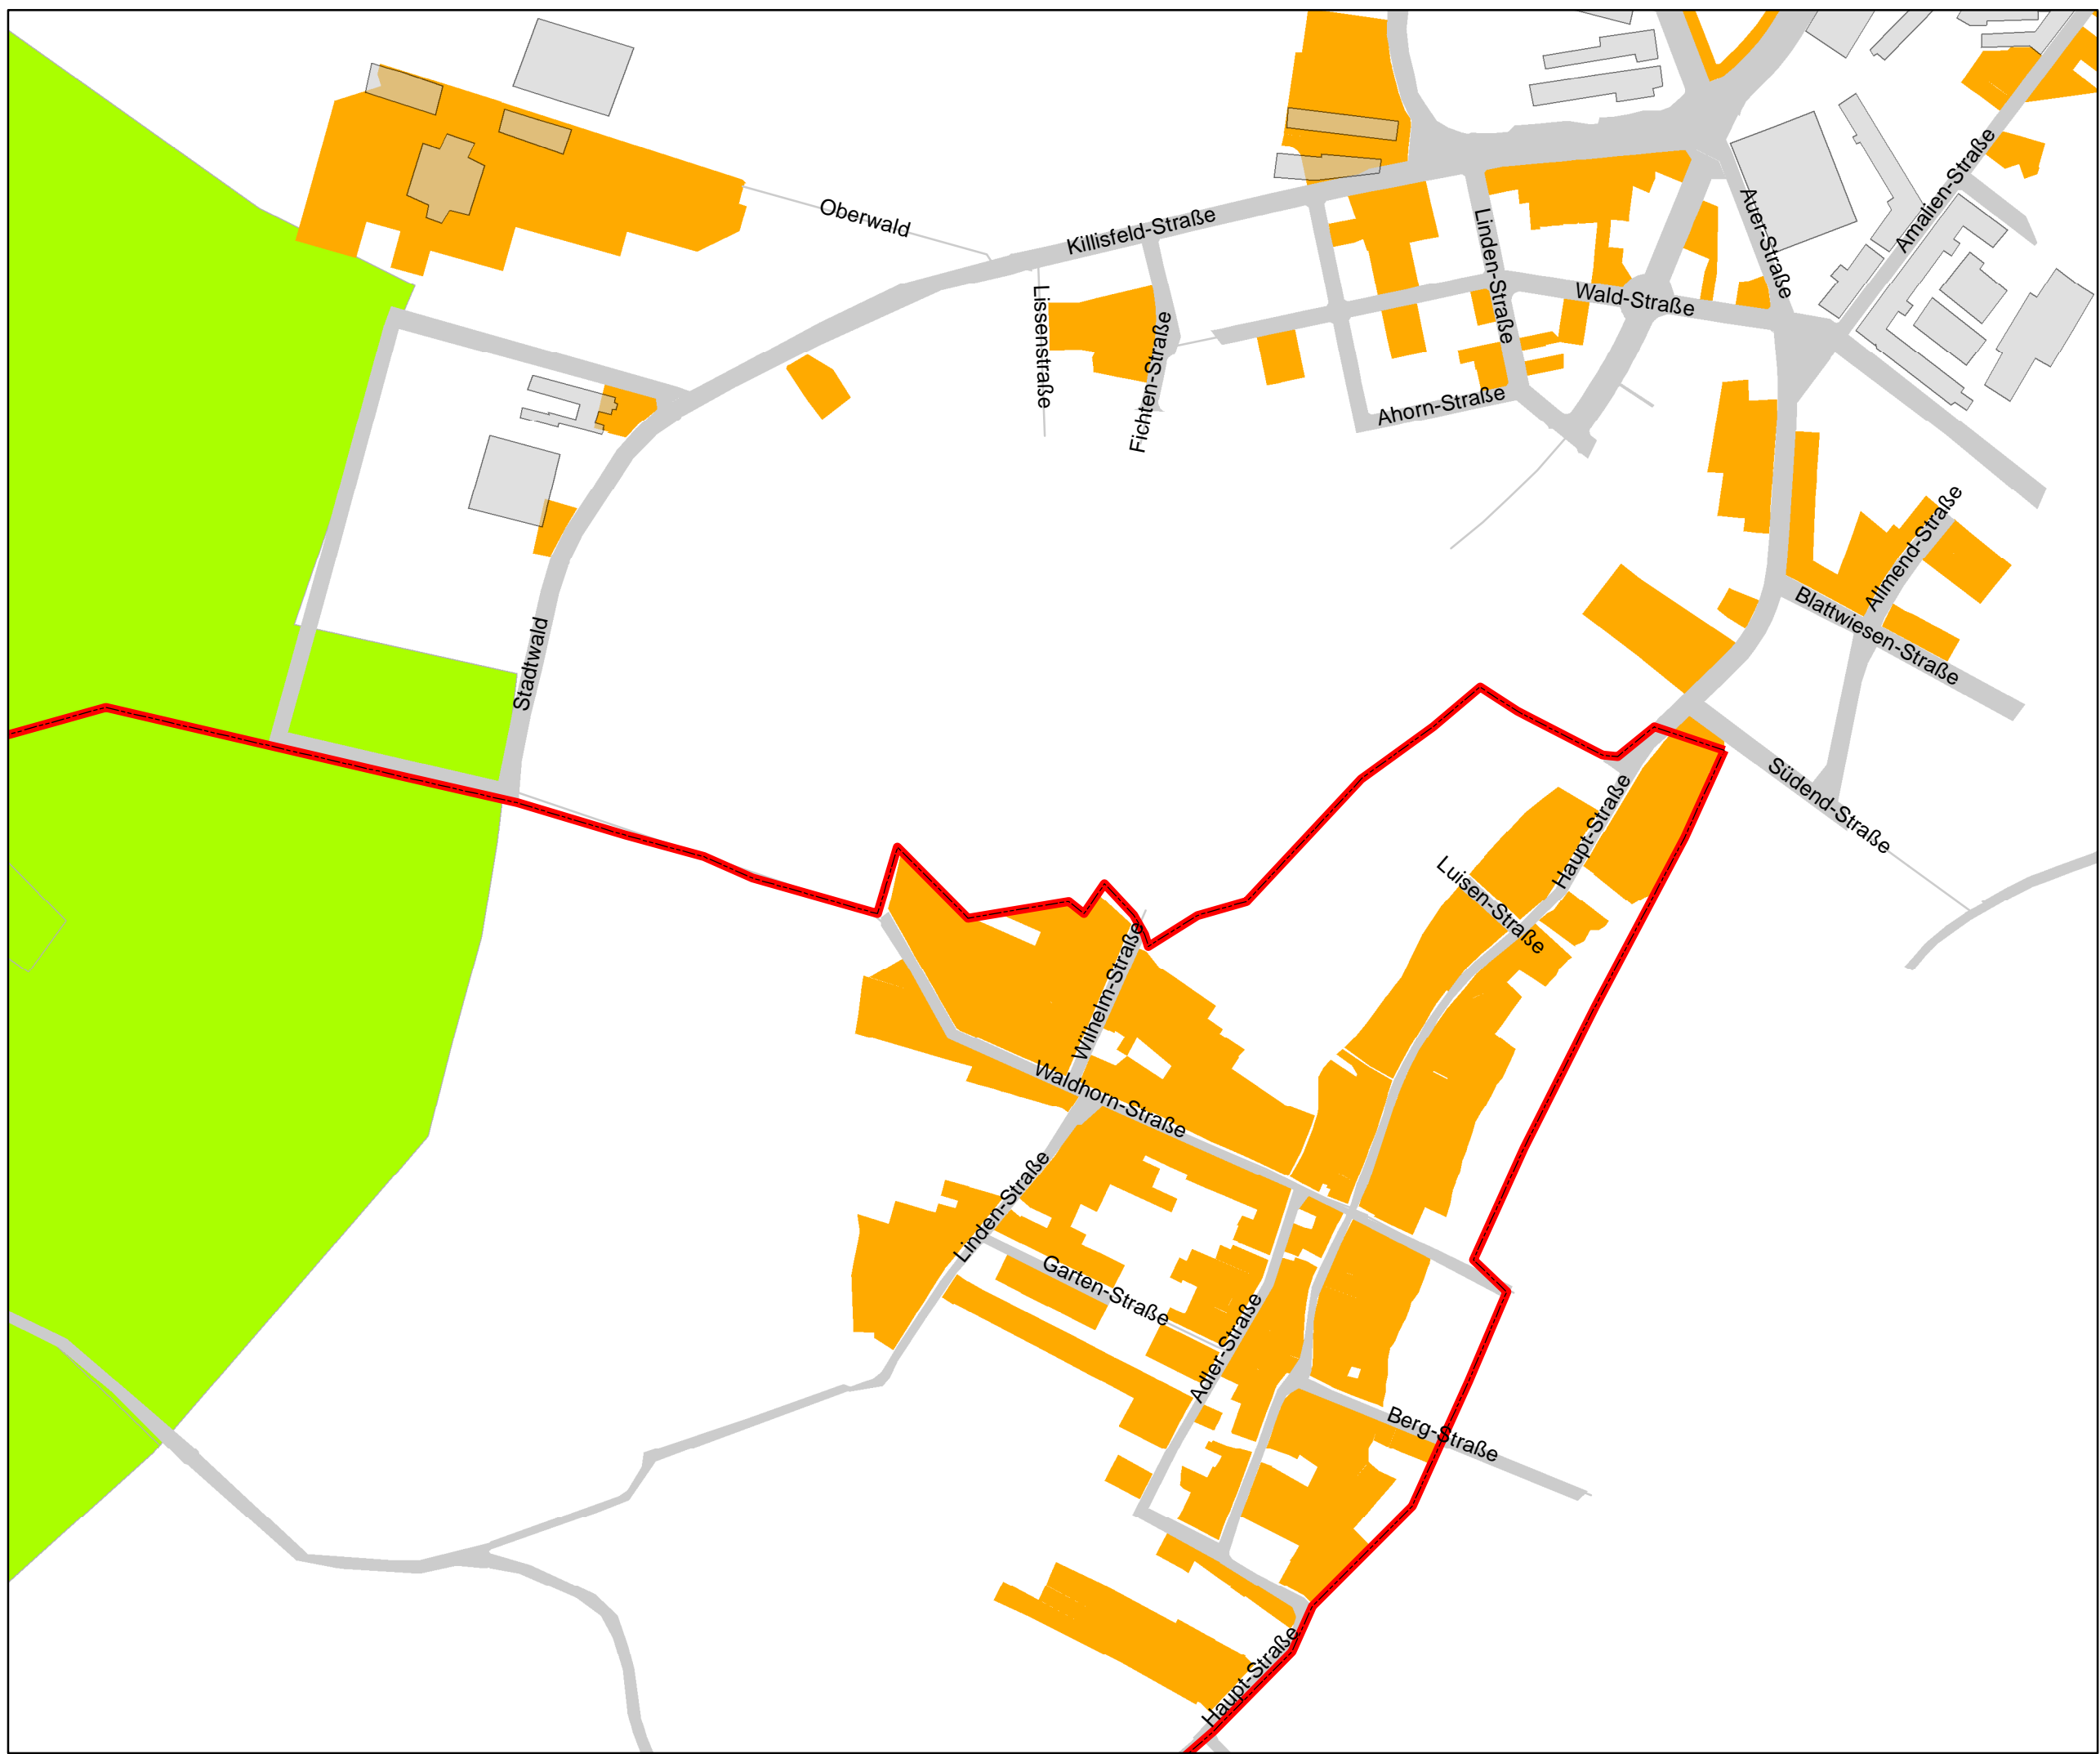 Oberwald
Killisfeld-Straße
Amalien-Straße
Auer-Straße
Linden-Straße
Wald-Straße
Lissenstraße
Fichten-Straße
Ahorn-Straße
Allmend-Straße
Blattwiesen-Straße
Stadtwald
Südend-Straße
Haupt-Straße
Luisen-Straße
Wilhelm-Straße
Waldhorn-Straße
Linden-Straße
Garten-Straße
Adler-Straße
Berg-Straße
Haupt-Straße